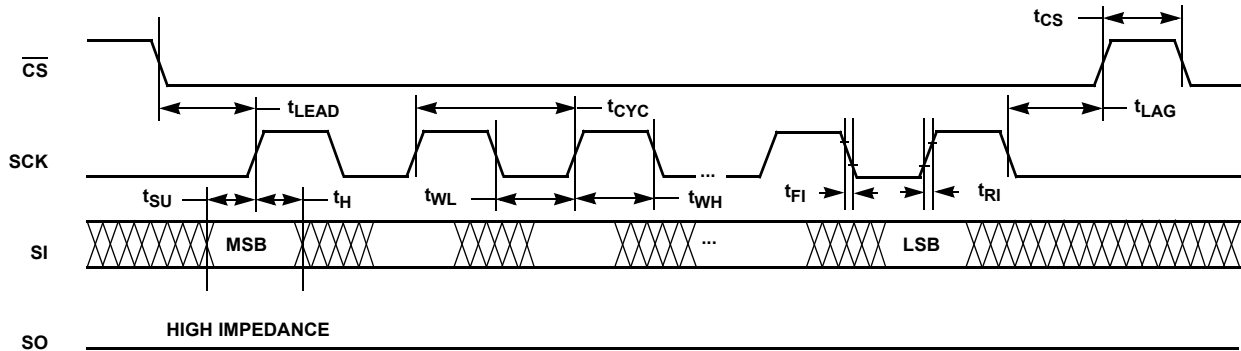 tCS
CS
tLEAD
tCYC
tLAG
SCK
...
tSU
tH
tWL
tWH
tFI
tRI
SI
MSB
...
LSB
HIGH IMPEDANCE
SO